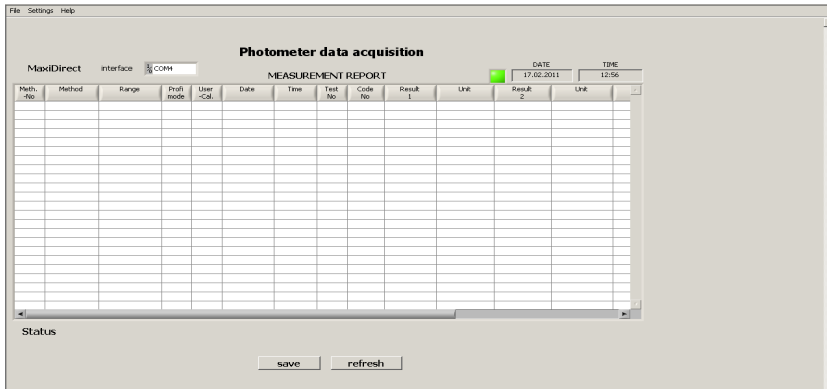 File Settings Help
Photometer data acquisition
MaxiDirect interface COM4
MEASUREMENT REPORT
DATE TIME
17.02.2011 12:56
Meth. -No Method Range Profi mode User -Cal. Date Time Test No Code No Result 1 Unit Result 2 Unit
Status
save refresh